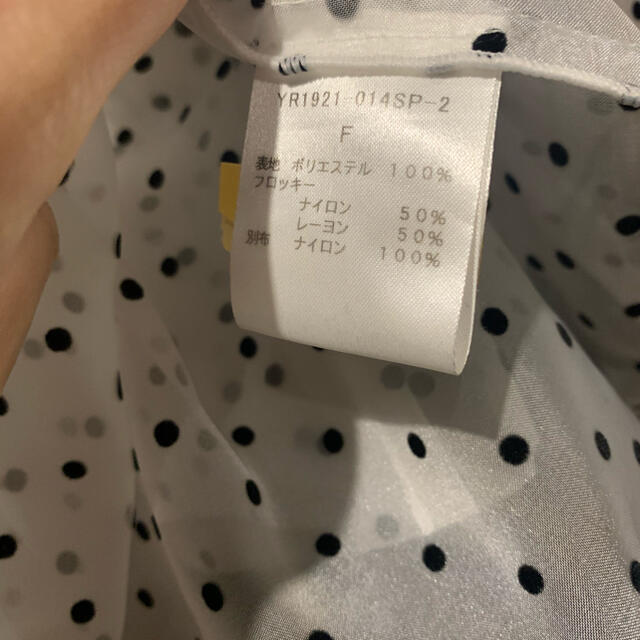 YR1921-014SP-2
F
表地 ポリエステル 100%
フロッキー
ナイロン 50%
レーヨン 50%
別布 ナイロン 100%